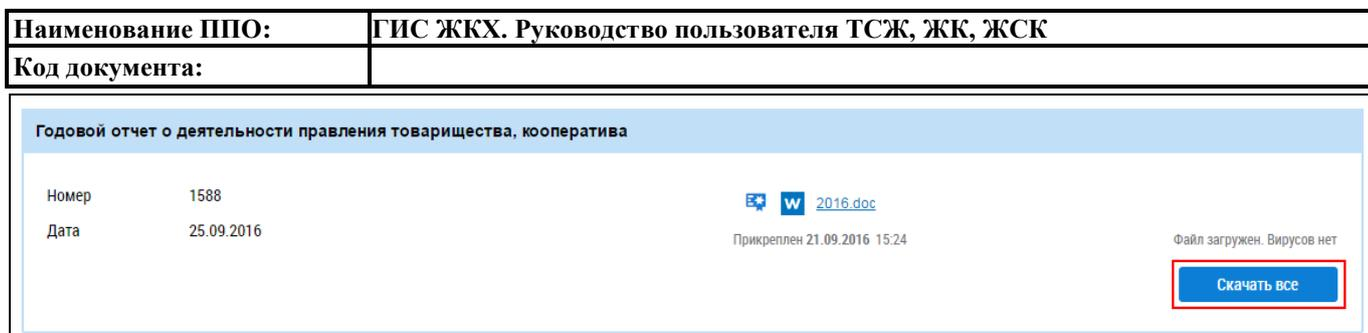 Наименование ППО: ГИС ЖКХ. Руководство пользователя ТСЖ, ЖК, ЖСК
Код документа:
Годовой отчет о деятельности правления товарищества, кооператива
Номер 1588
2016.doc
Дата 25.09.2016
Прикреплен 21.09.2016 15:24
Файл загружен. Вирусов нет
Скачать все